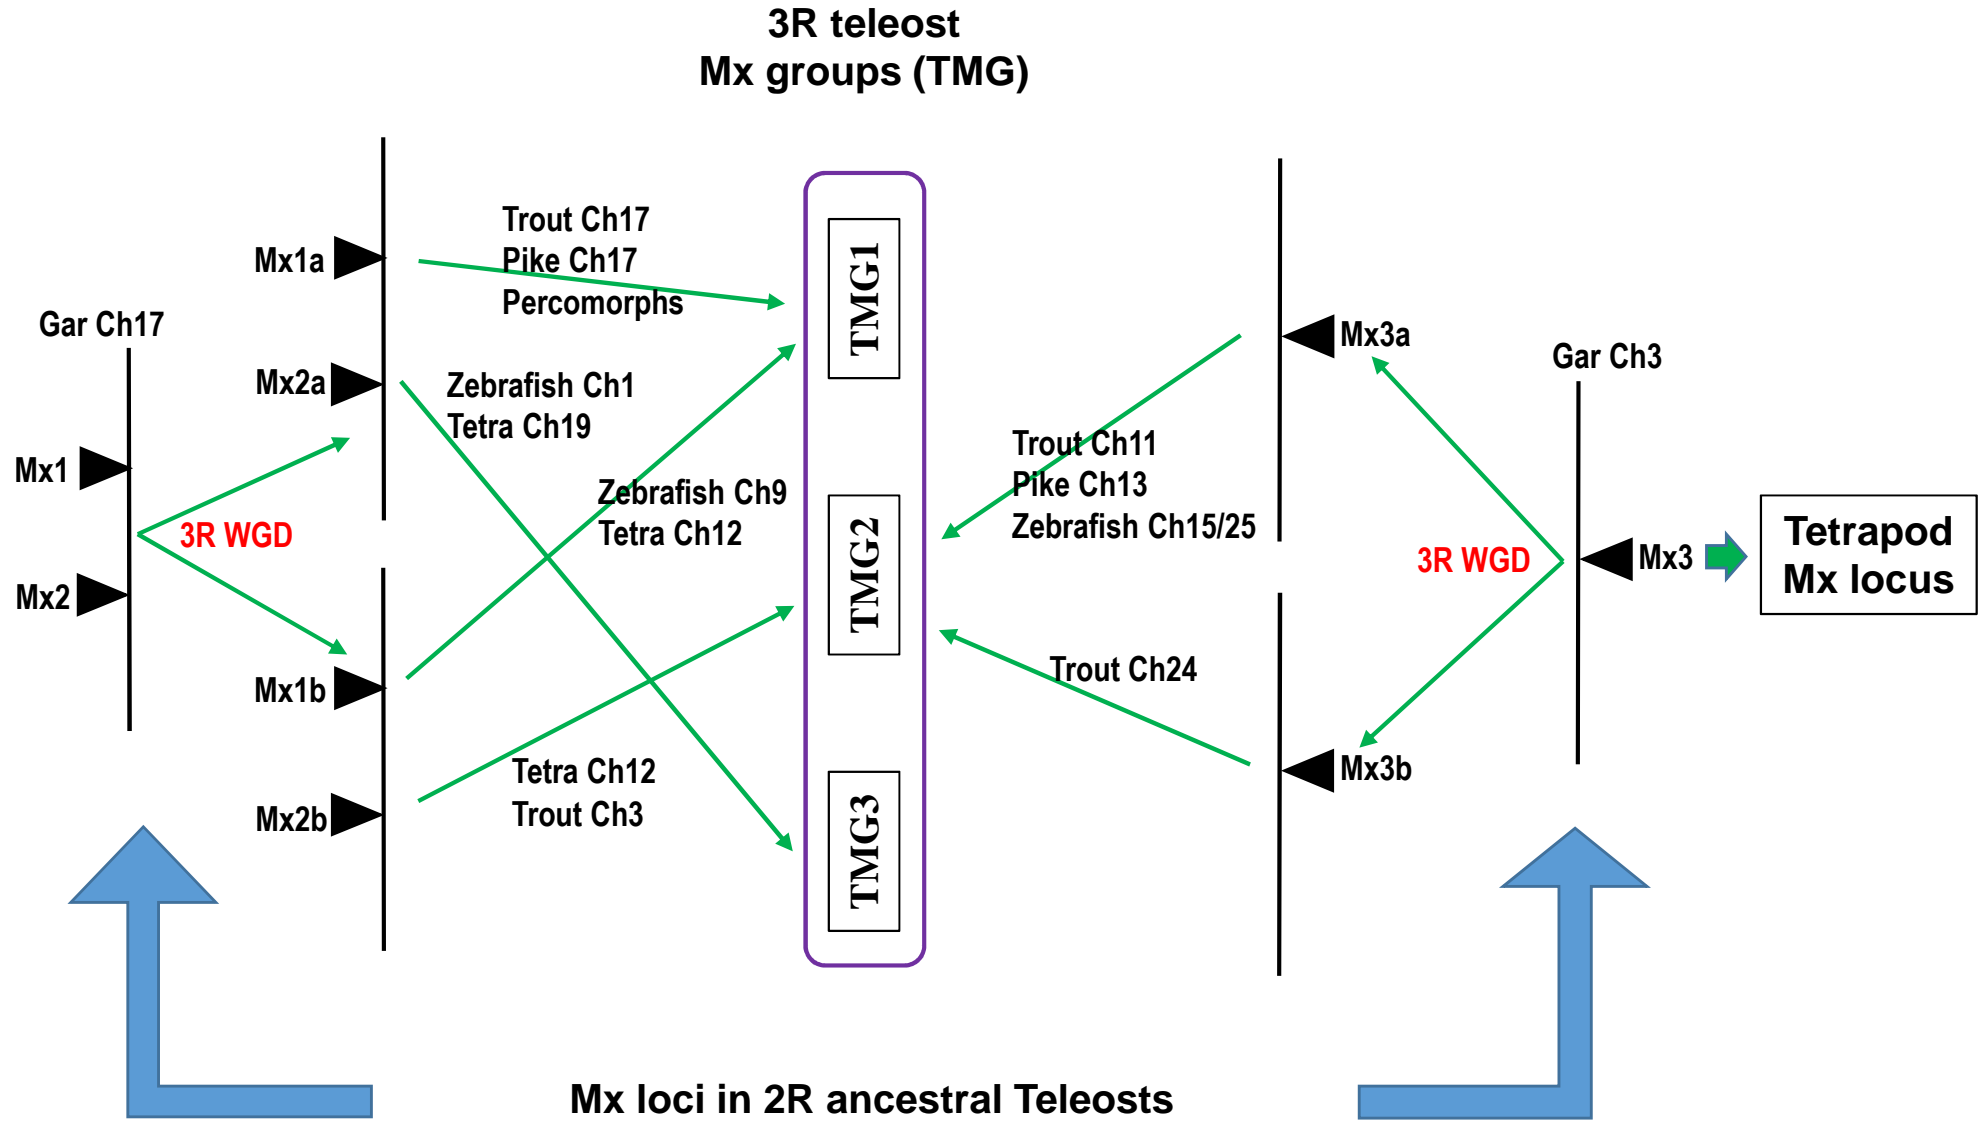 3R teleost
Mx groups (TMG)
Trout Ch17
Pike Ch17
Percomorphs
Mx1a
Gar Ch17
Mx2a
Zebrafish Ch1
Tetra Ch19
Mx1
3R WGD
Mx2
Zebrafish Ch9
Tetra Ch12
Mx1b
Mx2b
Tetra Ch12
Trout Ch3
TMG1
TMG2
TMG3
Mx3a
Gar Ch3
Trout Ch11
Pike Ch13
Zebrafish Ch15/25
3R WGD
Mx3
Tetrapod
Mx locus
Trout Ch24
Mx3b
Mx loci in 2R ancestral Teleosts